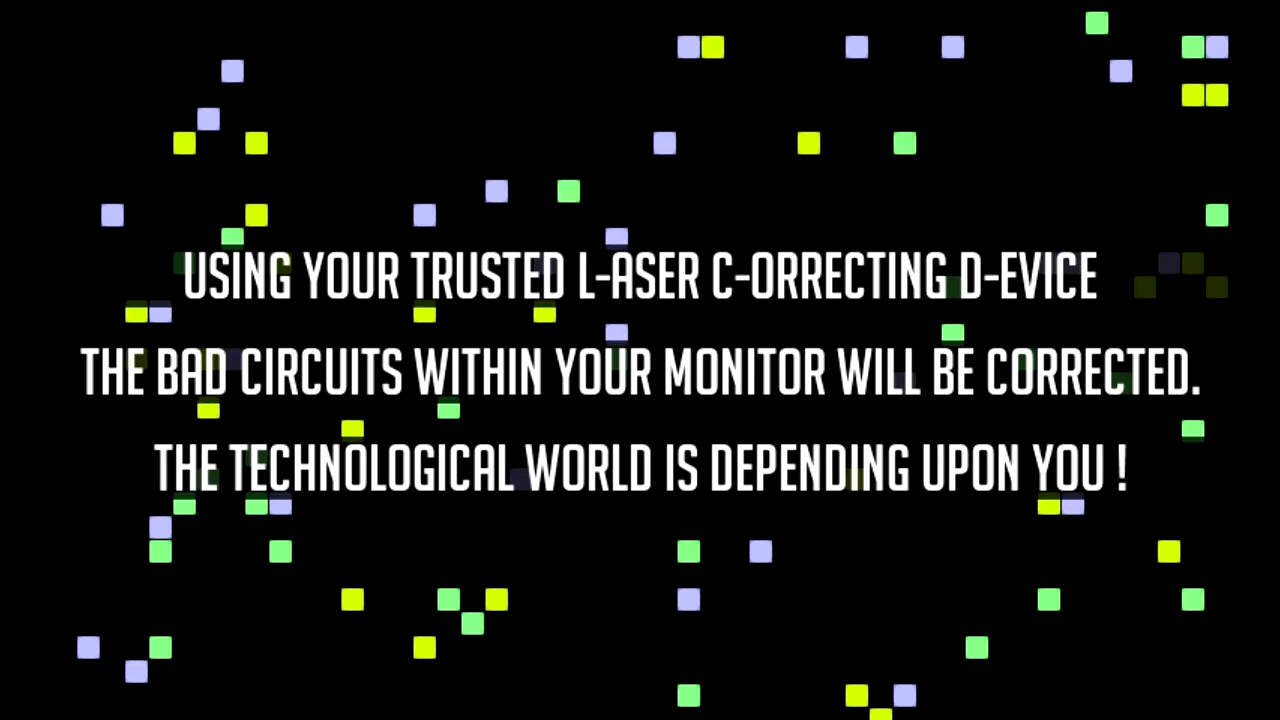 USING YOUR TRUSTED L-ASER C-ORRECTING D-EVICE
THE BAD CIRCUITS WITHIN YOUR MONITOR WILL BE CORRECTED.
THE TECHNOLOGICAL WORLD IS DEPENDING UPON YOU !